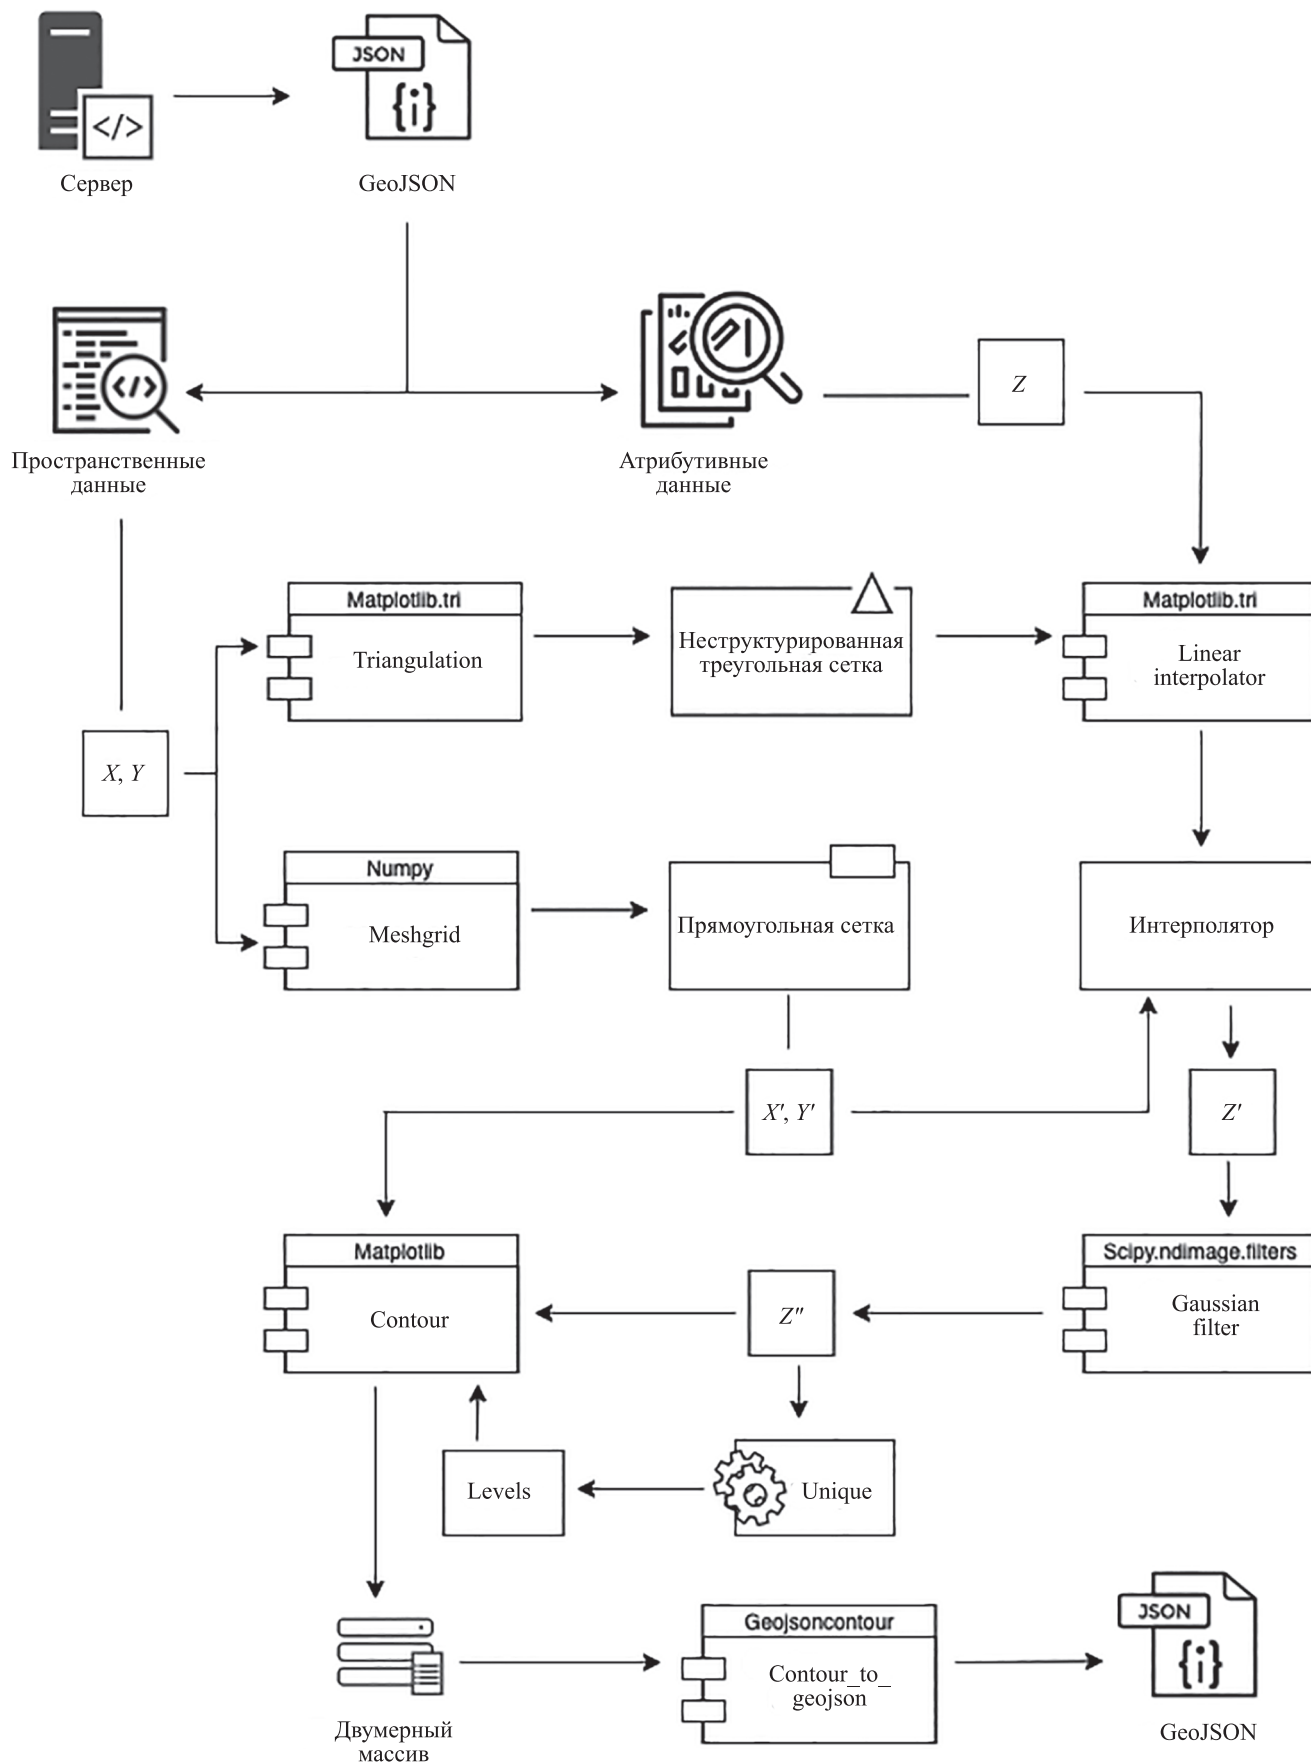 JSON
{i}
</>
Сервер
GeoJSON
</>
Z
Пространственные
данные
Атрибутивные
данные
Matplotlib.tri
Triangulation
Неструктурированная
треугольная сетка
Matplotlib.tri
Linear
interpolator
X, Y
Numpy
Meshgrid
Прямоугольная сетка
Интерполятор
X′, Y′
Z′
Matplotlib
Contour
Z″
Scipy.ndimage.filters
Gaussian
filter
Levels
Unique
JSON
{i}
Geojsoncontour
Contour_to_
geojson
Двумерный
массив
GeoJSON